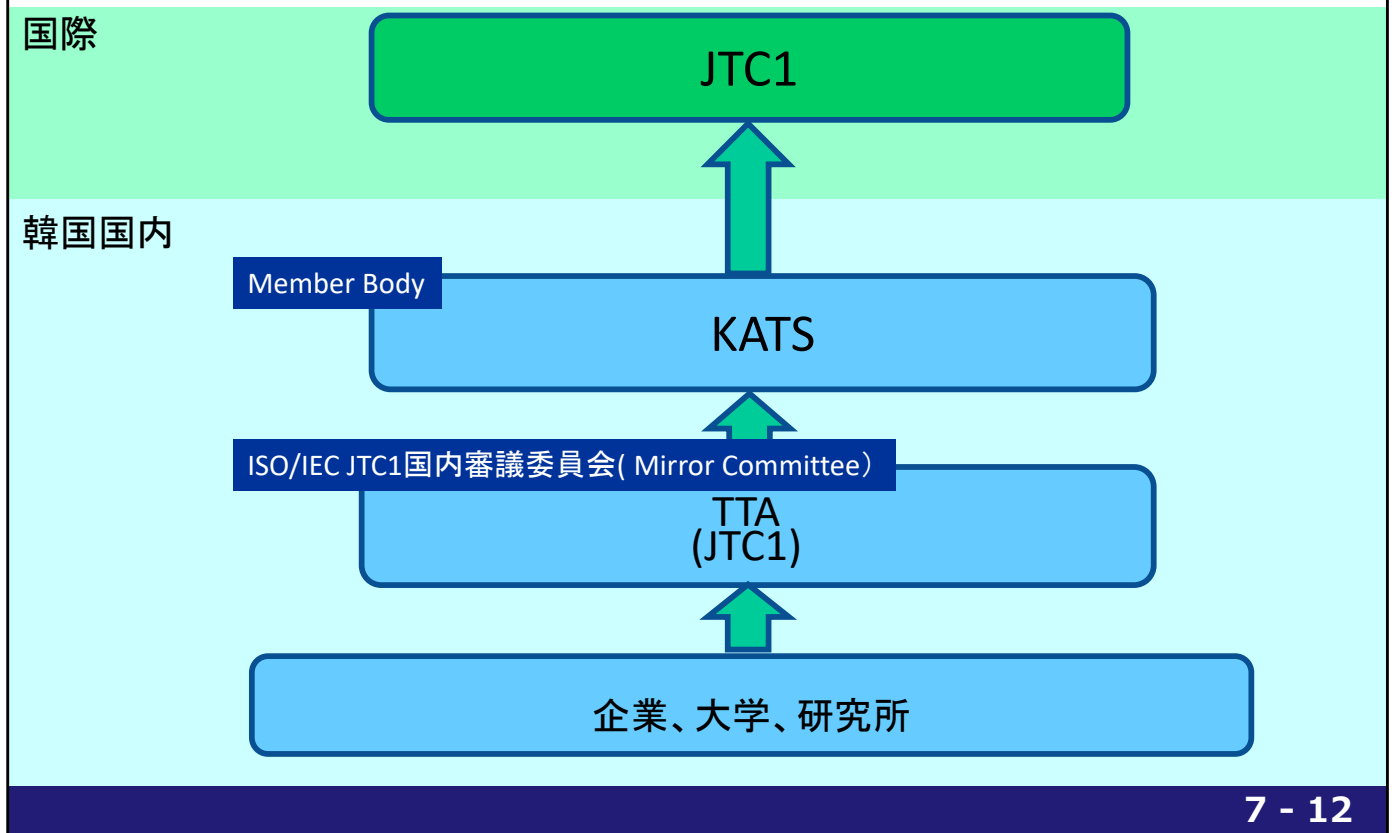 国際
JTC1
韓国国内
Member Body
KATS
ISO/IEC JTC1国内審議委員会( Mirror Committee）
TTA
(JTC1)
企業、大学、研究所
7 - 12